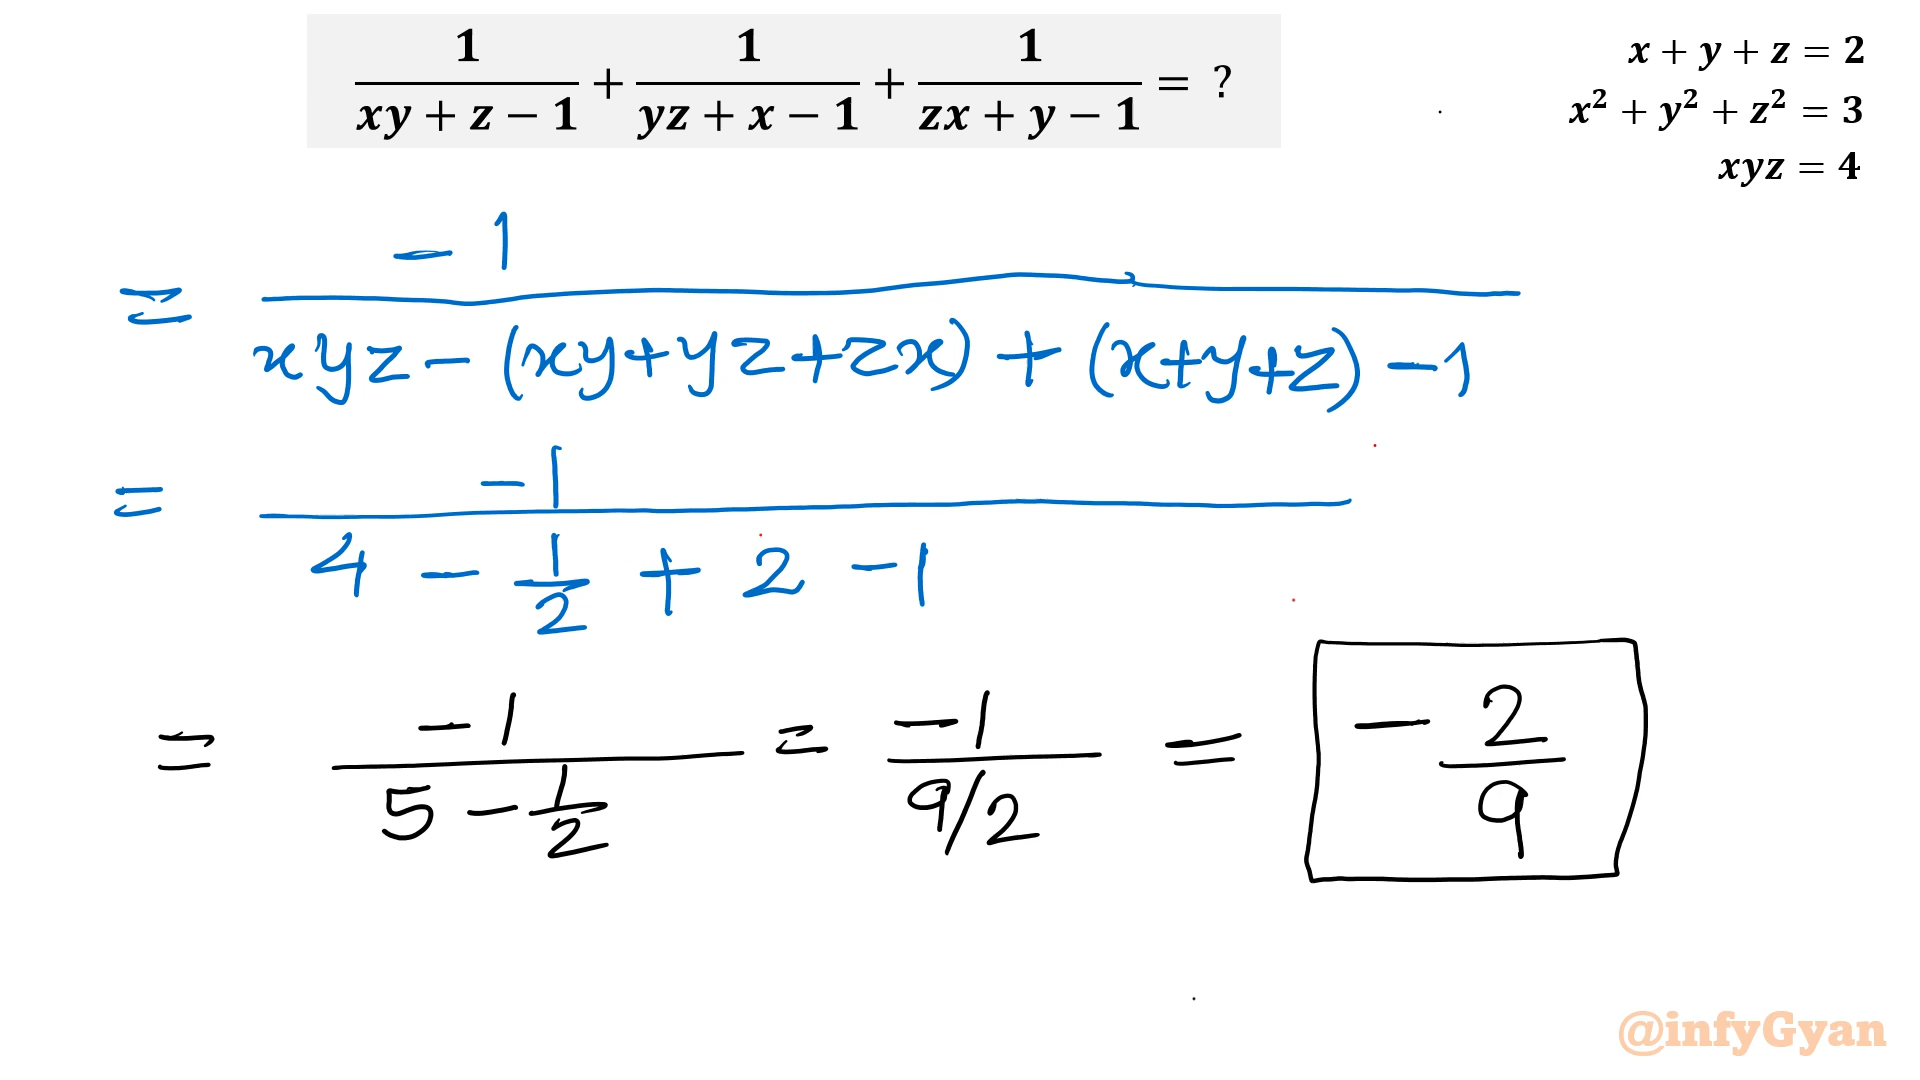 1/(xy + z − 1) + 1/(yz + x − 1) + 1/(zx + y − 1) = ?
x + y + z = 2
x² + y² + z² = 3
xyz = 4
= −1/(xyz − (xy + yz + zx) + (x + y + z) − 1)
= −1/(4 − 1/2 + 2 − 1)
= −1/(5 − 1/2) = −1/(9/2) = −2/9
@infyGyan